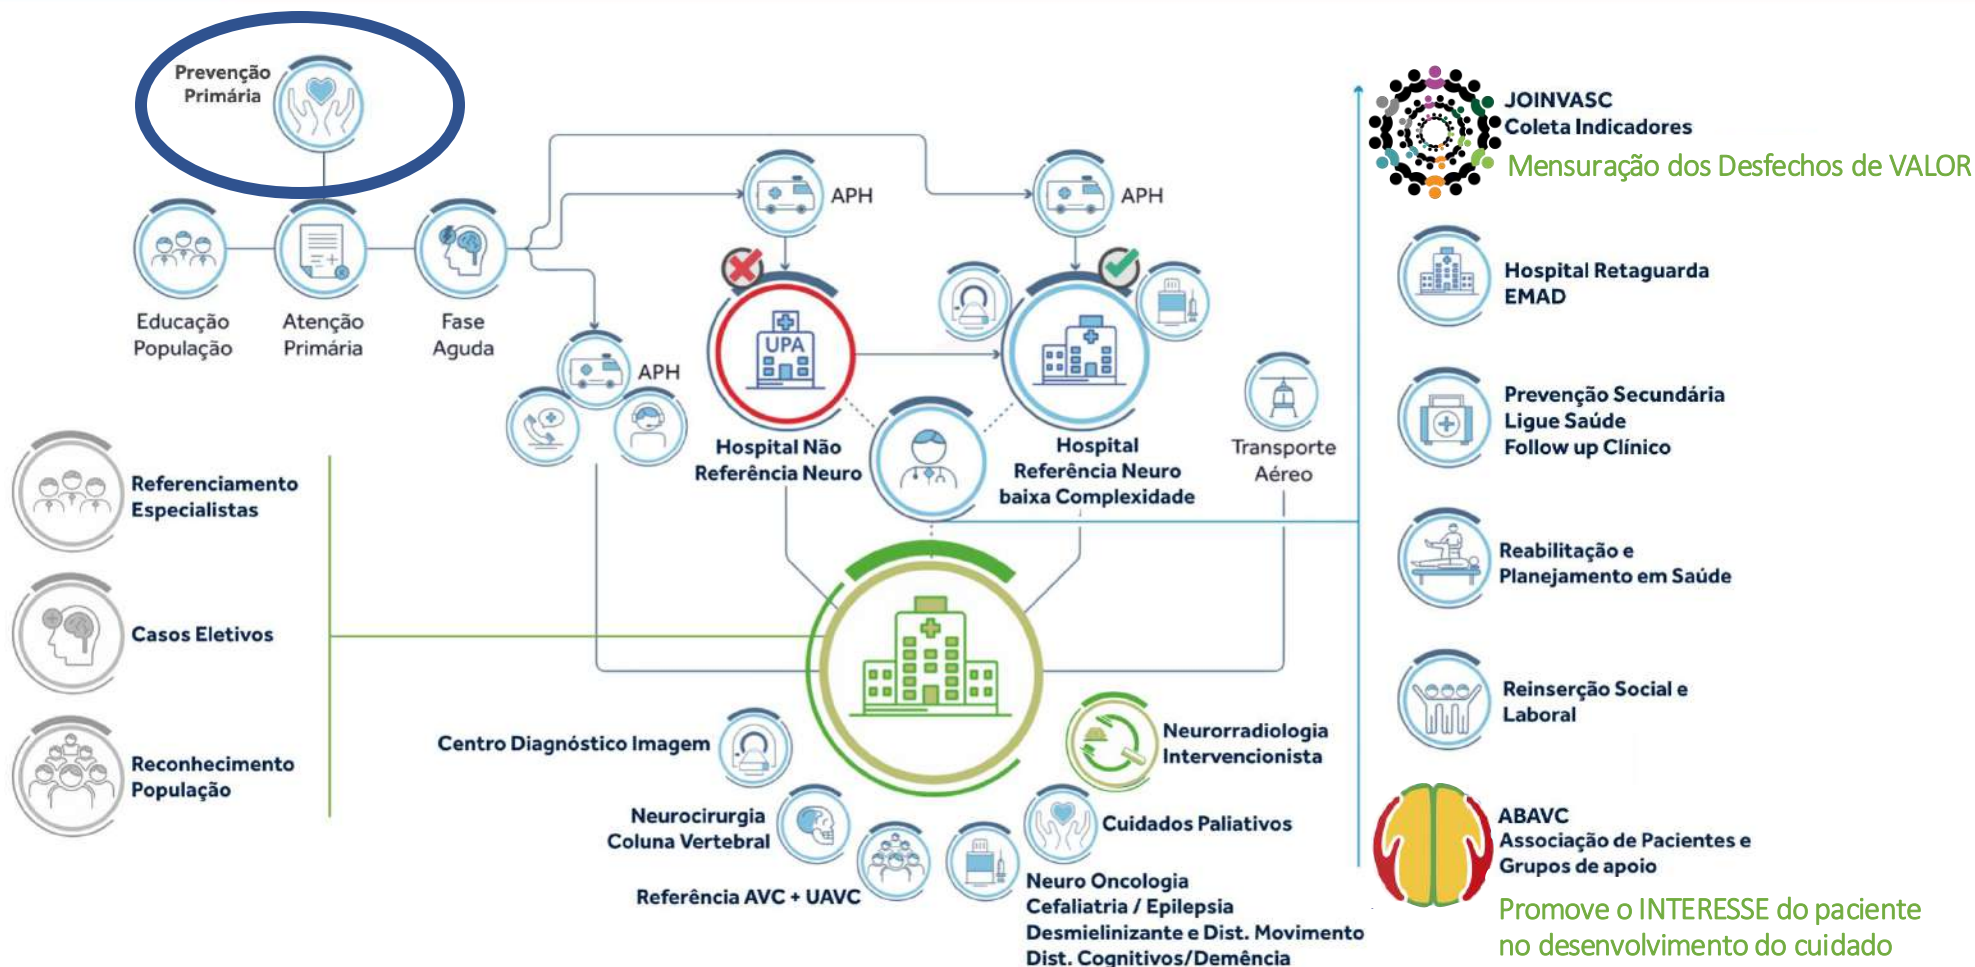 Prevenção
Primária
Educação
População
Atenção
Primária
Fase
Aguda
APH
APH
APH
UPA
Hospital Não
Referência Neuro
Hospital
Referência Neuro
baixa Complexidade
Transporte
Aéreo
Referenciamento
Especialistas
Casos Eletivos
Reconhecimento
População
Centro Diagnóstico Imagem
Neurocirurgia
Coluna Vertebral
Referência AVC + UAVC
Neurorradiologia
Intervencionista
Cuidados Paliativos
Neuro Oncologia
Cefaliatria / Epilepsia
Desmielinizante e Dist. Movimento
Dist. Cognitivos/Demência
JOINVASC
Coleta Indicadores
Mensuração dos Desfechos de VALOR
Hospital Retaguarda
EMAD
Prevenção Secundária
Ligue Saúde
Follow up Clínico
Reabilitação e
Planejamento em Saúde
Reinserção Social e
Laboral
ABAVC
Associação de Pacientes e
Grupos de apoio
Promove o INTERESSE do paciente
no desenvolvimento do cuidado